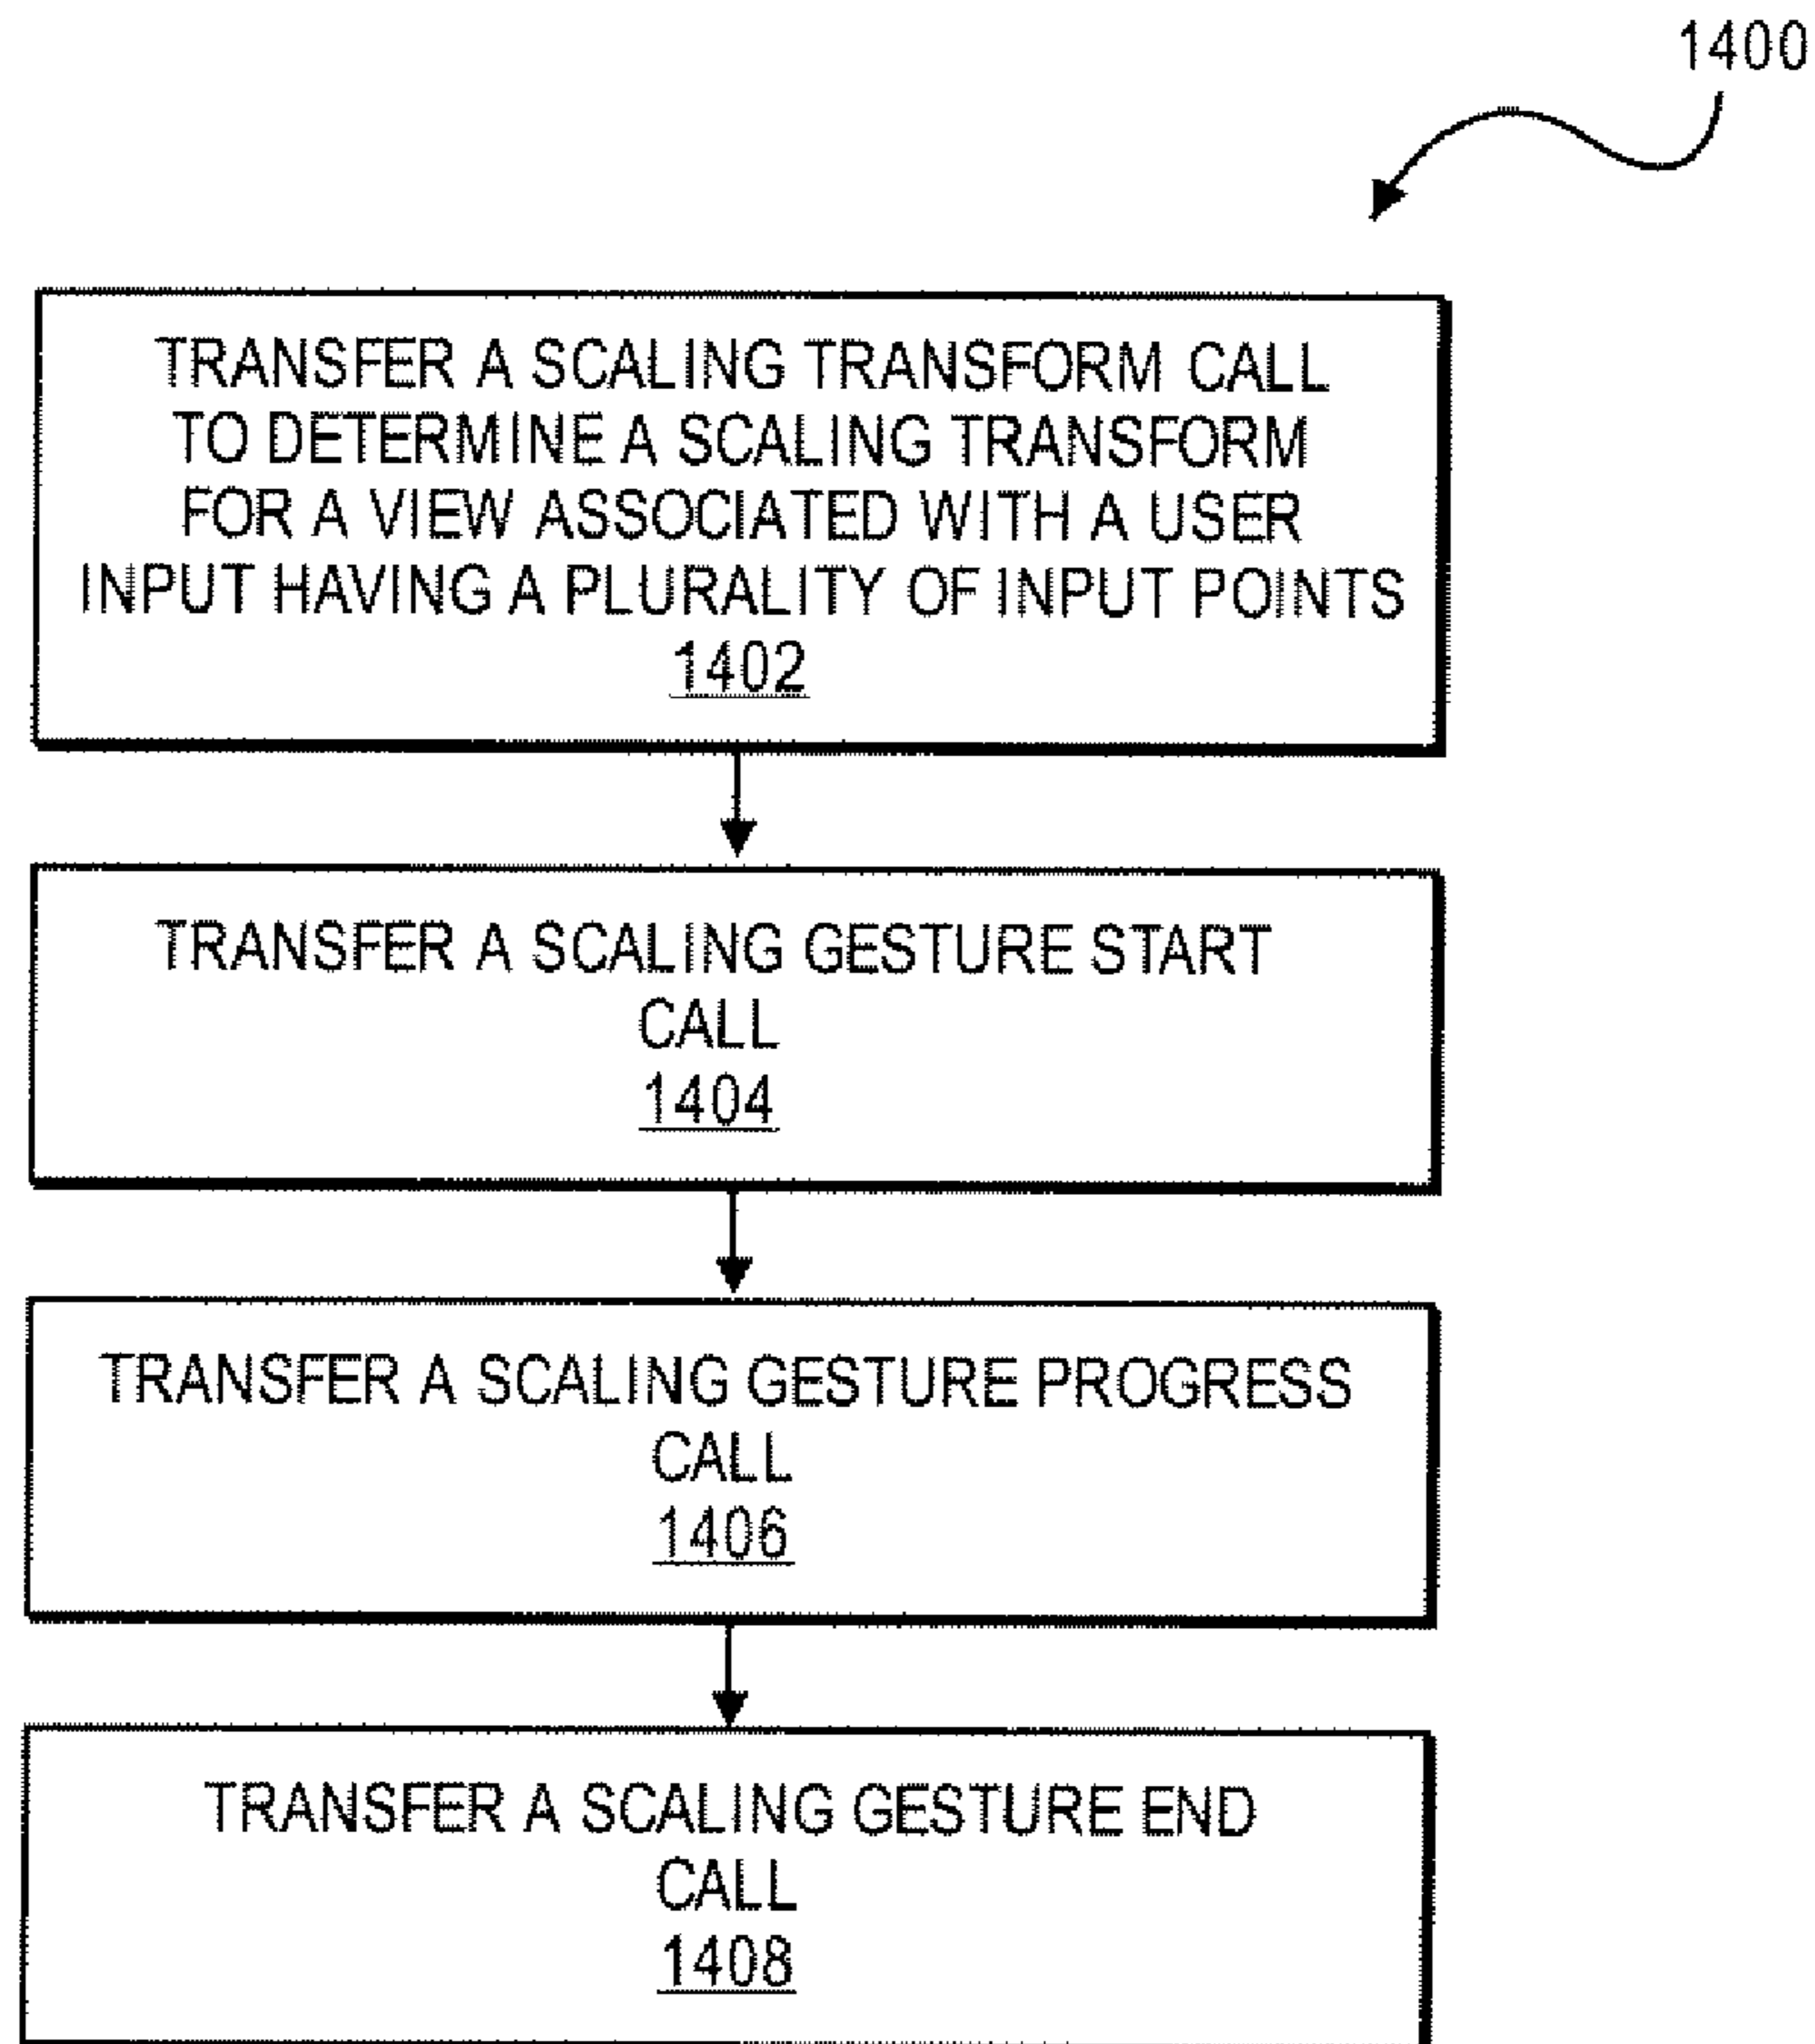 1400
TRANSFER A SCALING TRANSFORM CALL
TO DETERMINE A SCALING TRANSFORM
FOR A VIEW ASSOCIATED WITH A USER
INPUT HAVING A PLURALITY OF INPUT POINTS
1402
TRANSFER A SCALING GESTURE START
CALL
1404
TRANSFER A SCALING GESTURE PROGRESS
CALL
1406
TRANSFER A SCALING GESTURE END
CALL
1408